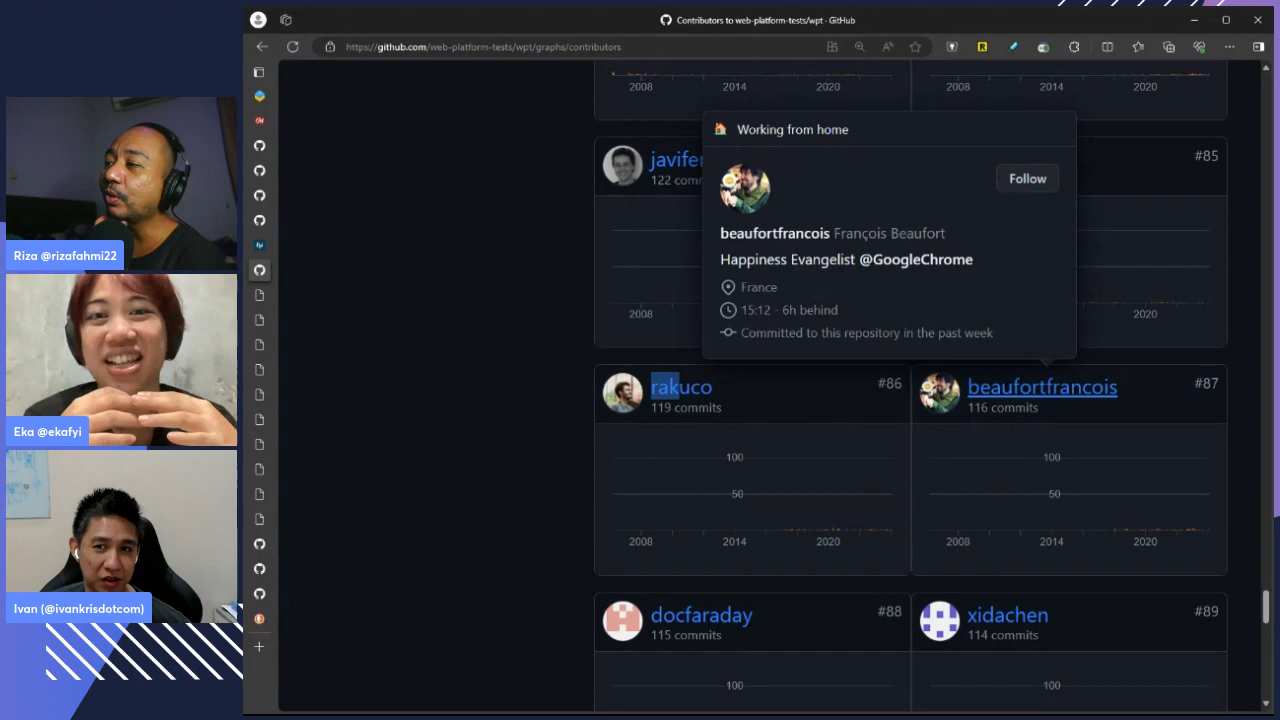 Contributors to web-platform-tests/wpt · GitHub
https://github.com/web-platform-tests/wpt/graphs/contributors
2008 2014 2020
2008 2014 2020
Working from home
Follow
beaufortfrancois François Beaufort
Happiness Evangelist @GoogleChrome
France
15:12 - 6h behind
Committed to this repository in the past week
javifer
122 comm
#85
2008
2020
rakuco
119 commits
#86
100
50
2008 2014 2020
beaufortfrancois
116 commits
#87
100
50
2008 2014 2020
docfaraday
115 commits
#88
100
xidachen
114 commits
#89
100
Riza @rizafahmi22
Eka @ekafyi
Ivan (@ivankrisdotcom)